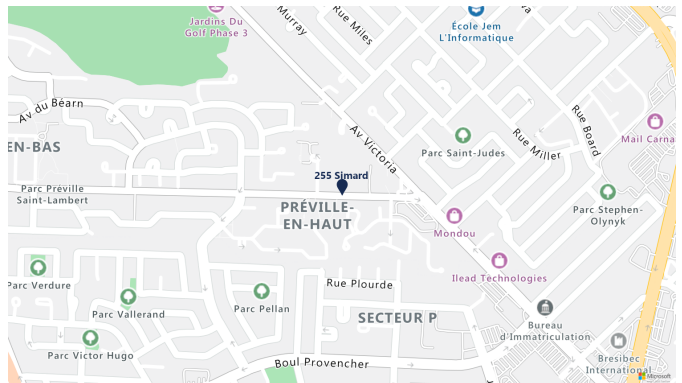 Jardins Du
Golf Phase 3
Murray
Rue Miles
École Jem
L'Informatique
Av du Béarn
Av Victoria
Rue Board
Rue Miller
Mail Carna
EN-BAS
Parc Saint-Judes
255 Simard
Parc Préville
Saint-Lambert
PRÉVILLE-
EN-HAUT
Mondou
Parc Stephen-
Olynyk
Ilead Technologies
Parc Verdure
Parc Vallerand
Parc Pellan
Rue Plourde
SECTEUR P
Bureau
d'Immatriculation
Parc Victor Hugo
Boul Provencher
Bresibec
International
Microsoft